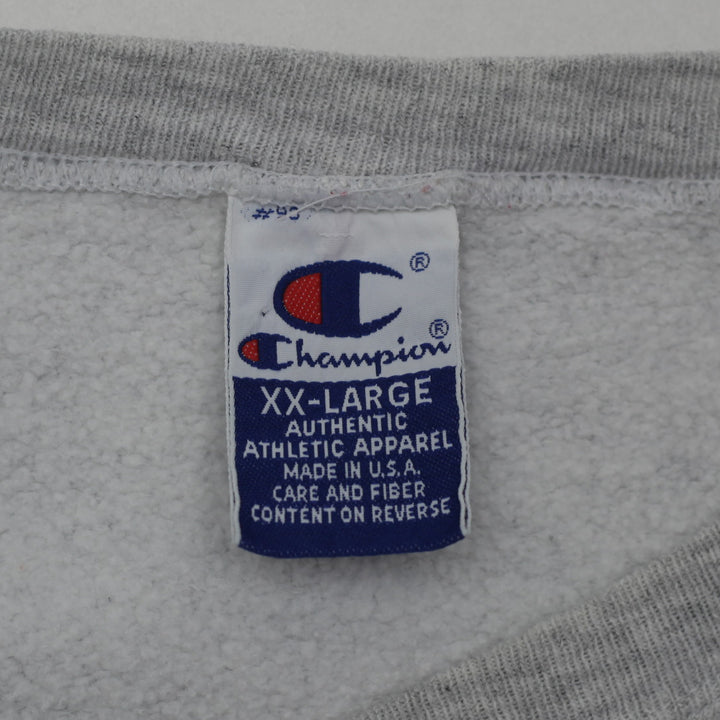 ®
Champion®
XX-LARGE
AUTHENTIC
ATHLETIC APPAREL
MADE IN U.S.A.
CARE AND FIBER
CONTENT ON REVERSE